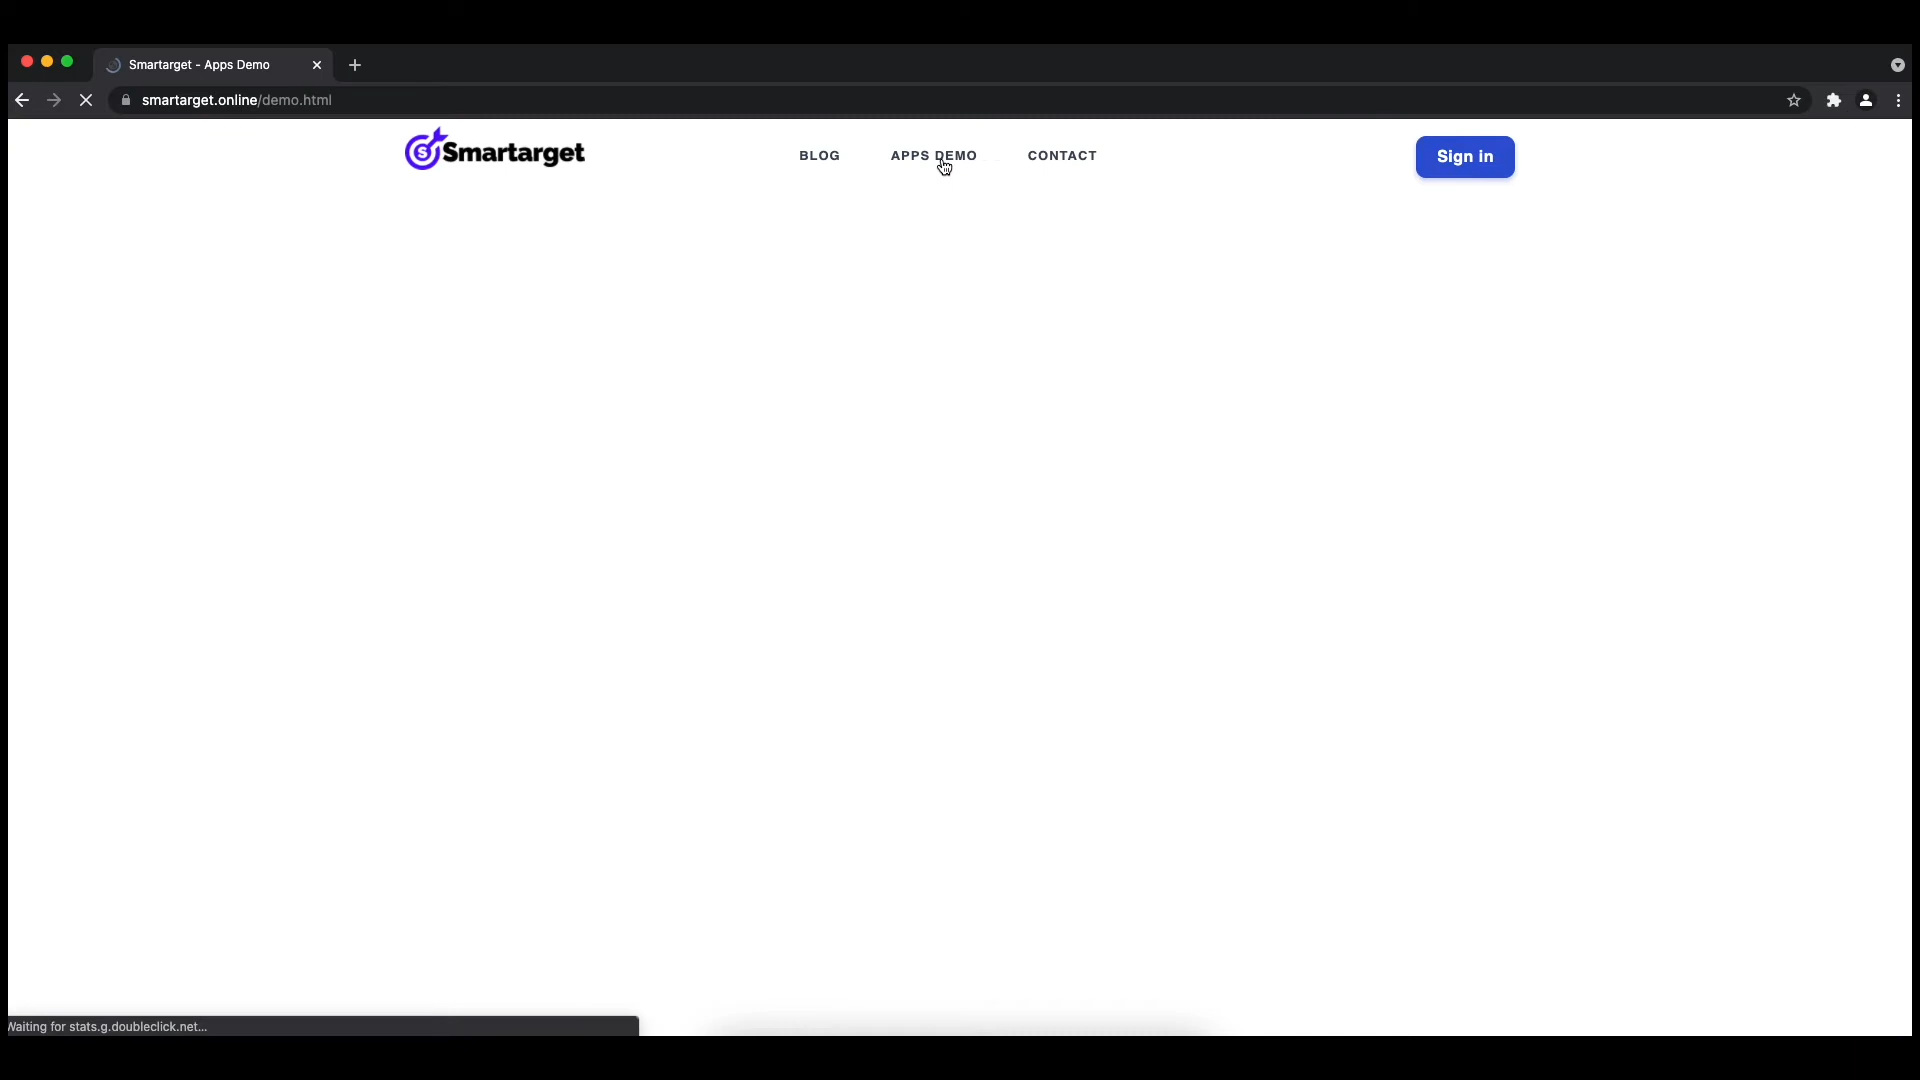 Smartarget - Apps Demo
smartarget.online/demo.html
Smartarget
BLOG
APPS DEMO
CONTACT
Sign in
Waiting for stats.g.doubleclick.net...